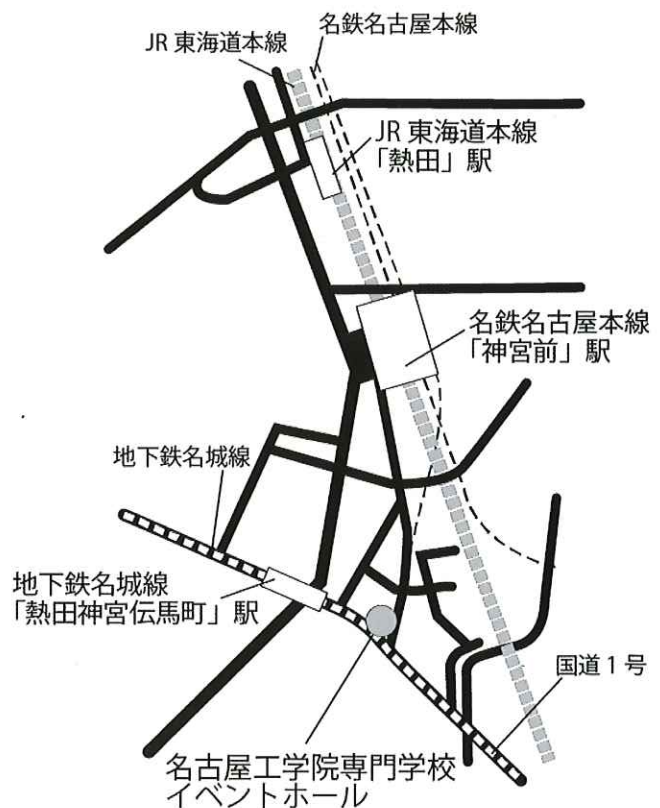 名鉄名古屋本線
JR 東海道本線
JR 東海道本線
「熱田」駅
名鉄名古屋本線
「神宮前」駅
地下鉄名城線
地下鉄名城線
「熱田神宮伝馬町」駅
国道 1 号
名古屋工学院専門学校
イベントホール